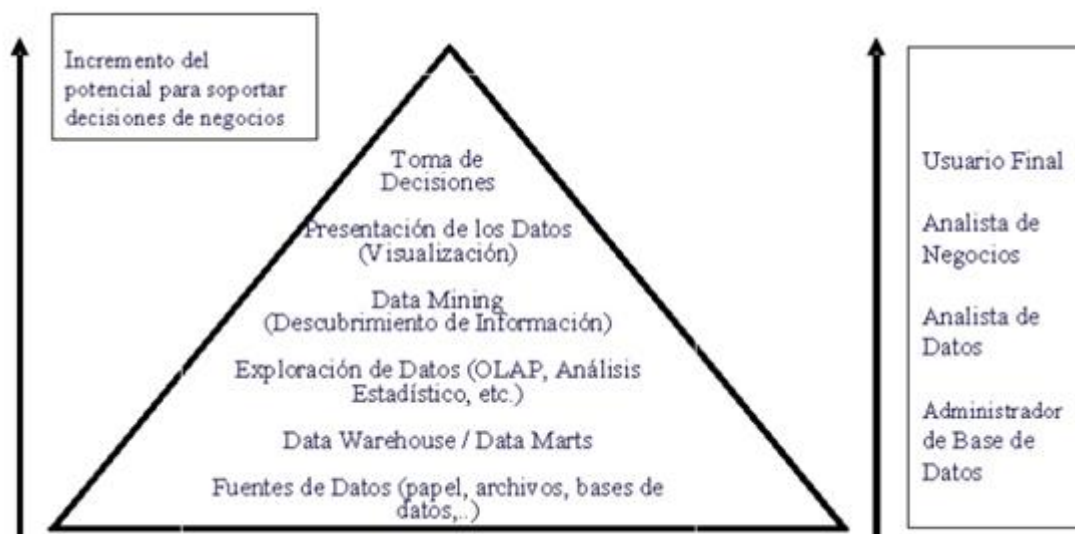 Incremento del
potencial para soportar
decisiones de negocios
Toma de
Decisiones
Presentación de los Datos
(Visualización)
Data Mining
(Descubrimiento de Información)
Exploración de Datos (OLAP, Análisis
Estadístico, etc.)
Data Warehouse / Data Marts
Fuentes de Datos (papel, archivos, bases de
datos,..)
Usuario Final
Analista de
Negocios
Analista de
Datos
Administrador
de Base de
Datos